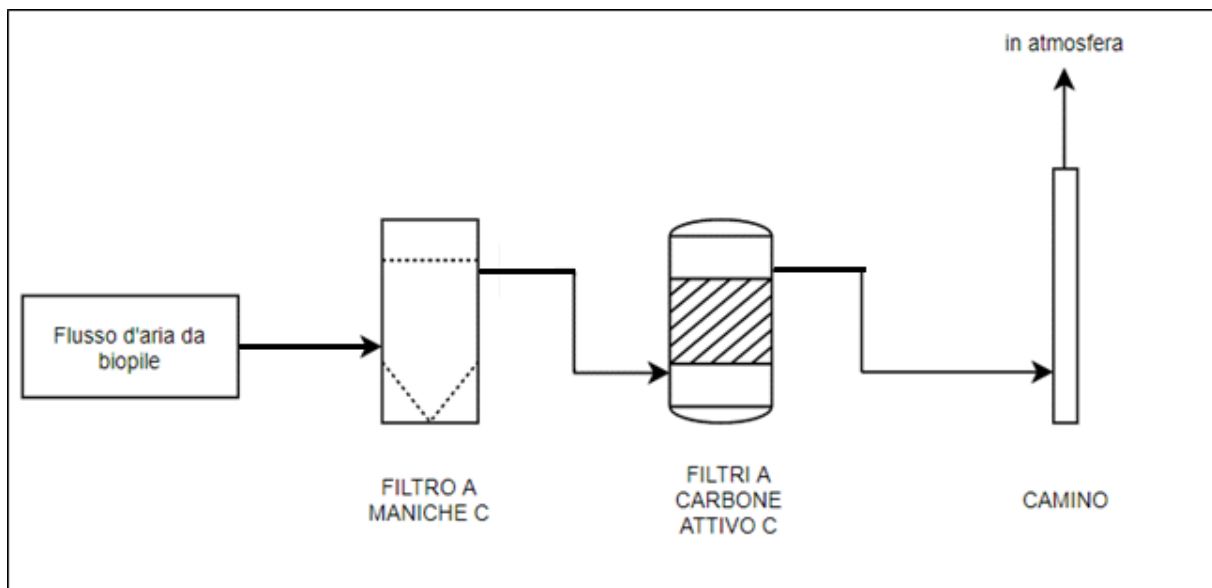 in atmosfera
Flusso d'aria da
biopile
FILTRO A
MANICHE C
FILTRI A
CARBONE
ATTIVO C
CAMINO